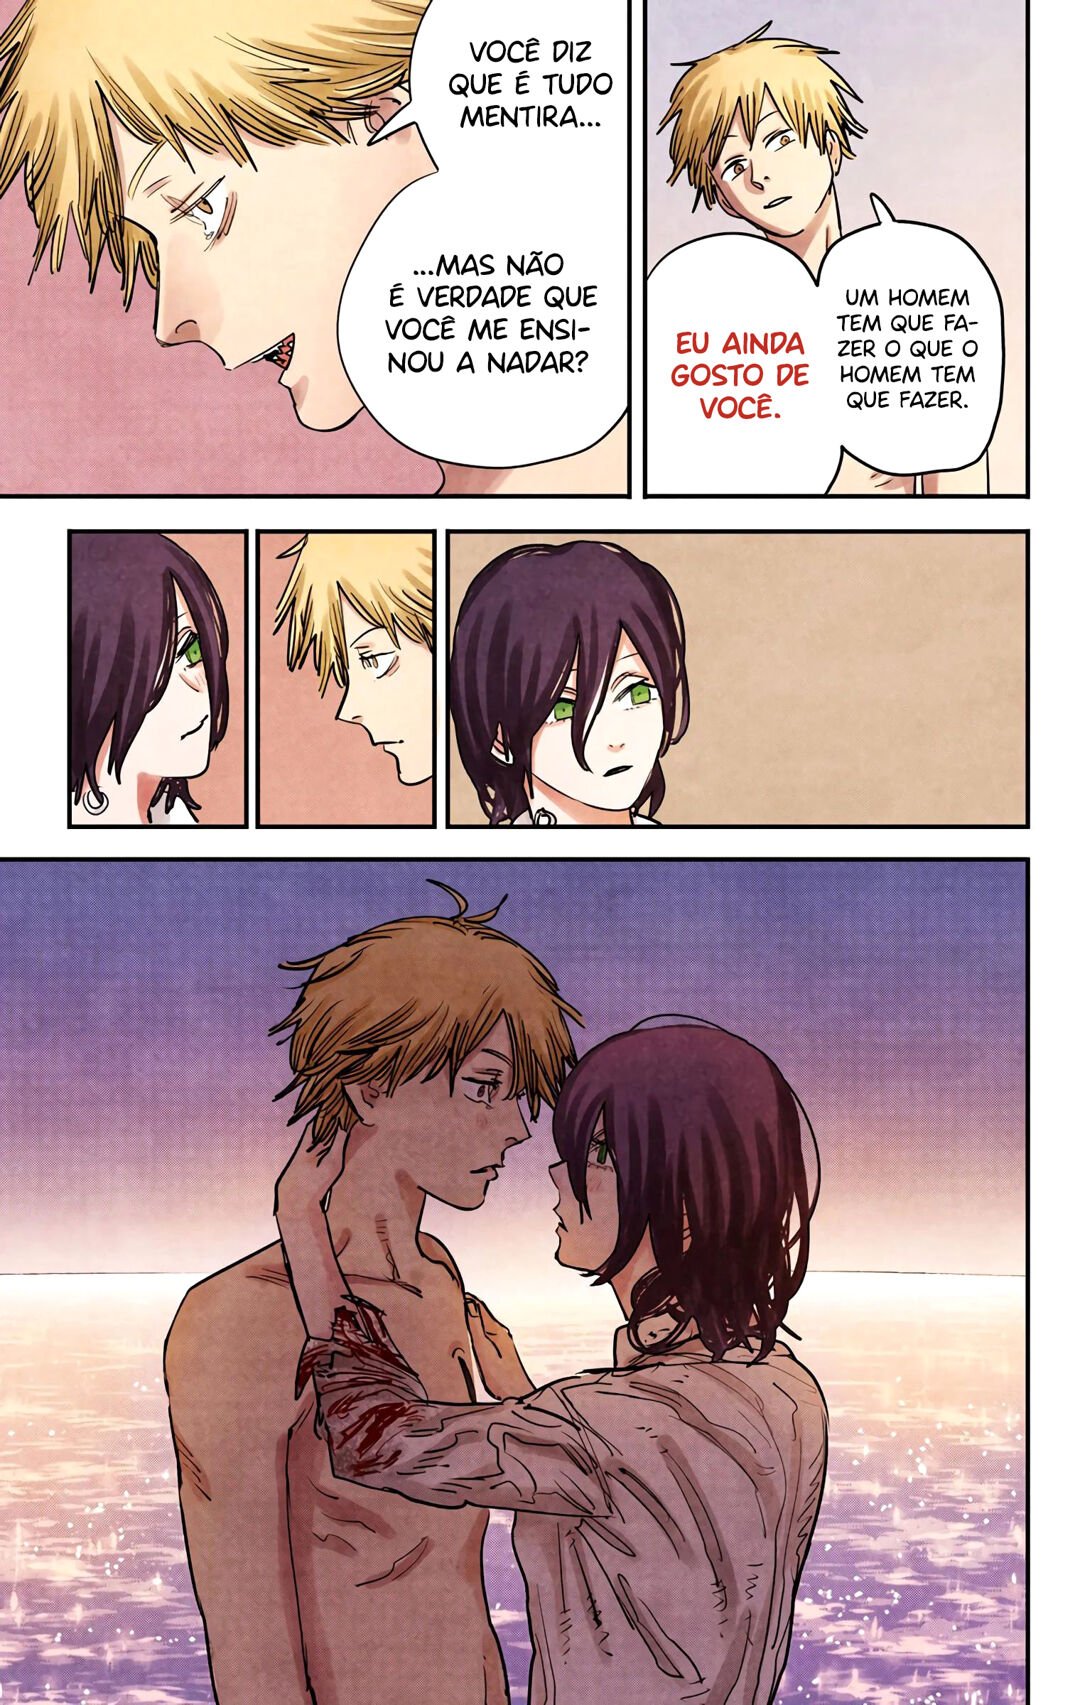 UM HOMEM
TEM QUE FA-
ZER O QUE O
HOMEM TEM
QUE FAZER.
EU AINDA
GOSTO DE
VOCÊ.
VOCÊ DIZ
QUE É TUDO
MENTIRA...
...MAS NÃO
É VERDADE QUE
VOCÊ ME ENSI-
NOU A NADAR?